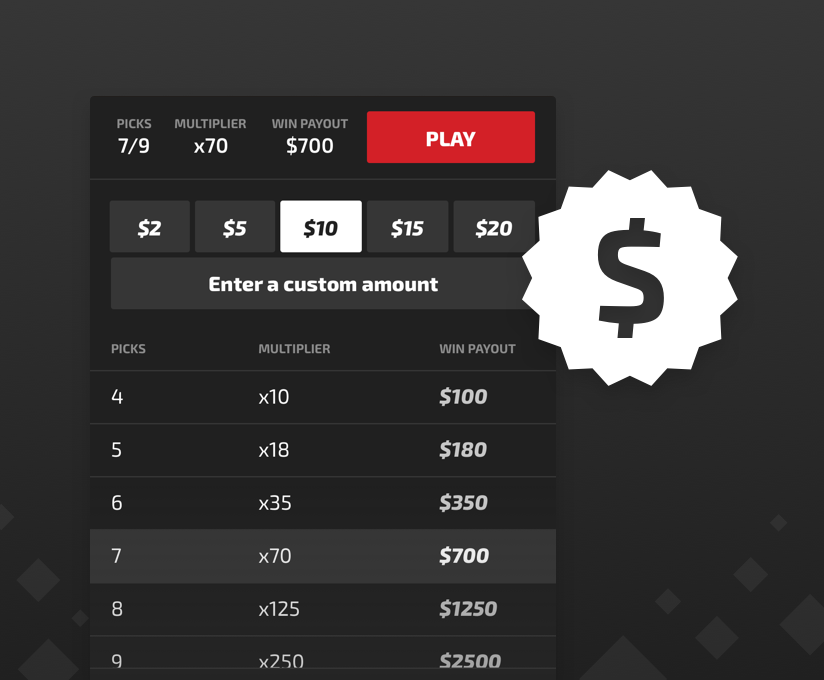 PICKS MULTIPLIER WIN PAYOUT PLAY
7/9 x70 $700
$2 $5 $10 $15 $20
$
Enter a custom amount
PICKS MULTIPLIER WIN PAYOUT
4 x10 $100
5 x18 $180
6 x35 $350
7 x70 $700
8 x125 $1250
9 x250 $2500